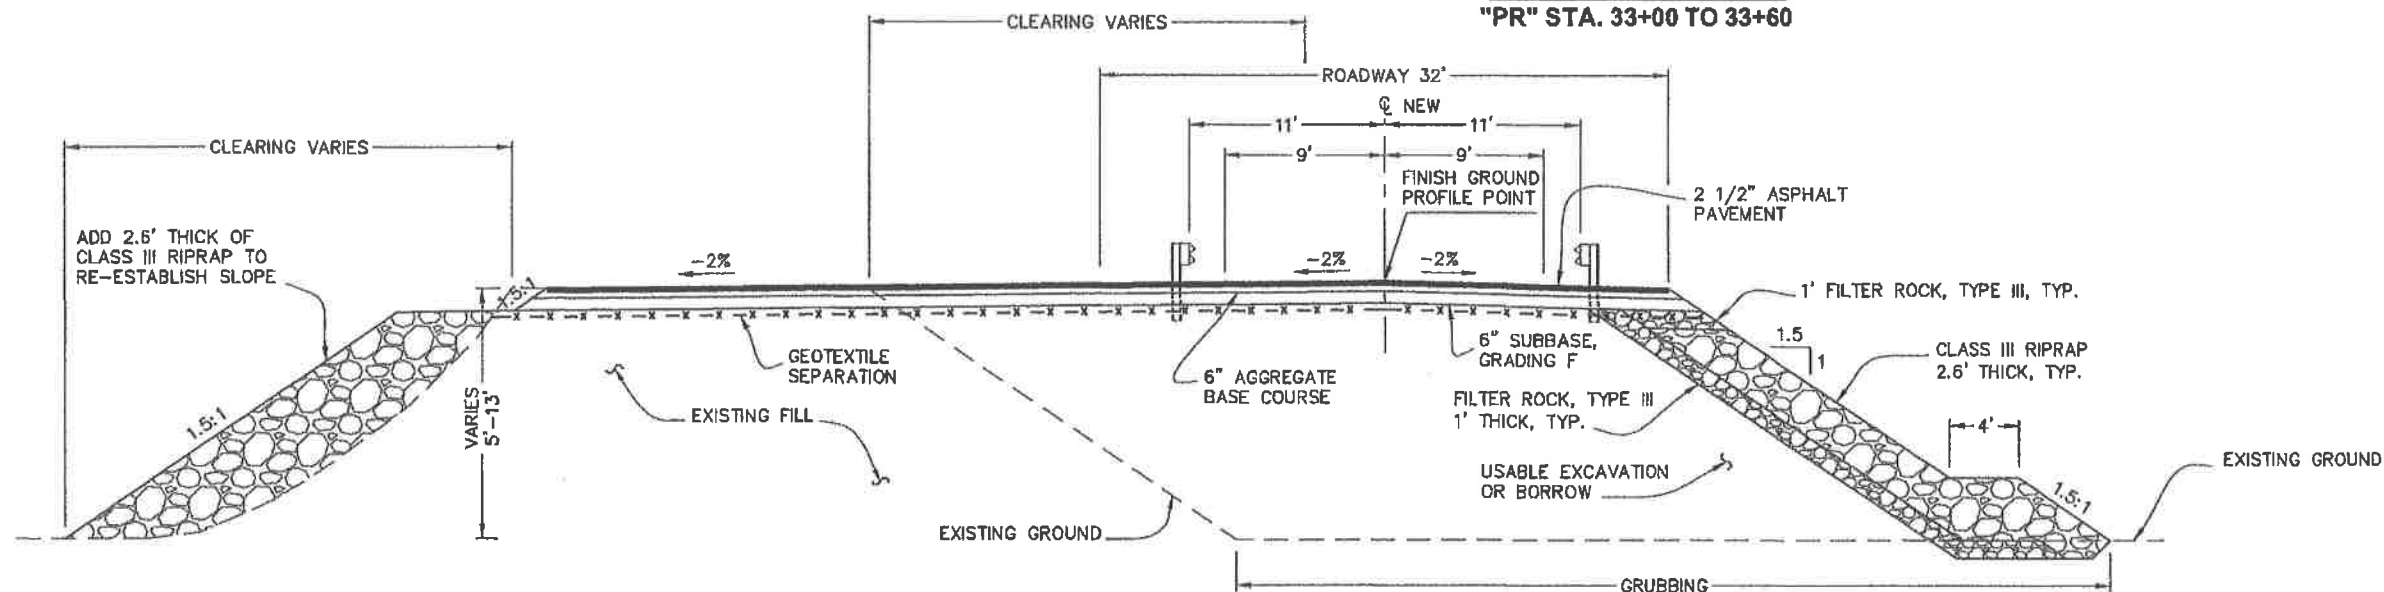 "PR" STA. 33+00 TO 33+60
CLEARING VARIES
ROADWAY 32'
℄ NEW
11'
11'
CLEARING VARIES
9'
9'
FINISH GROUND
PROFILE POINT
2 1/2" ASPHALT
PAVEMENT
ADD 2.6' THICK OF
CLASS III RIPRAP TO
RE-ESTABLISH SLOPE
-2%
-2%
-2%
1.5:1
1' FILTER ROCK, TYPE III, TYP.
1.5
1
CLASS III RIPRAP
2.6' THICK, TYP.
GEOTEXTILE
SEPARATION
6" SUBBASE,
GRADING F
6" AGGREGATE
BASE COURSE
FILTER ROCK, TYPE III
1' THICK, TYP.
EXISTING FILL
VARIES
5'-13'
1.5:1
4'
USABLE EXCAVATION
OR BORROW
EXISTING GROUND
1.5:1
EXISTING GROUND
GRUBBING